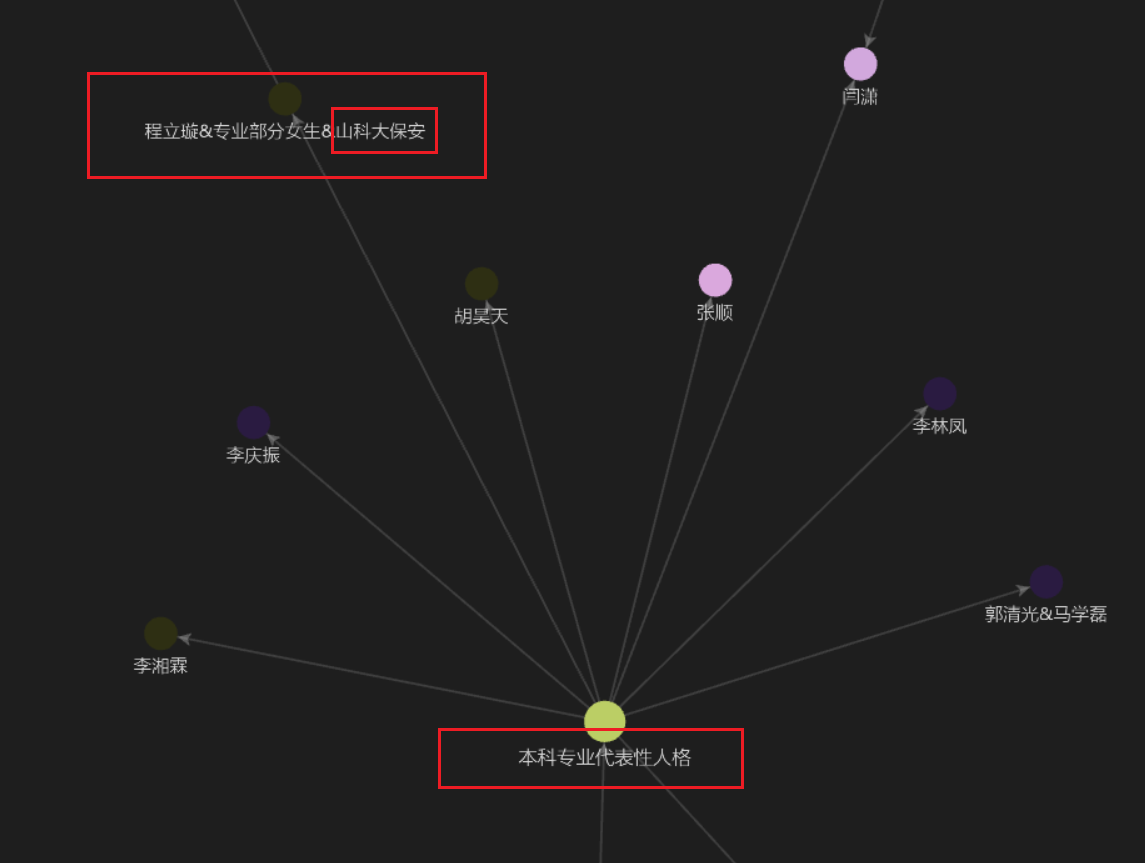 闫潇
程立璇&专业部分女生&山科大保安
胡昊天
张顺
李林凤
李庆振
郭清光&马学磊
李湘霖
本科专业代表性人格